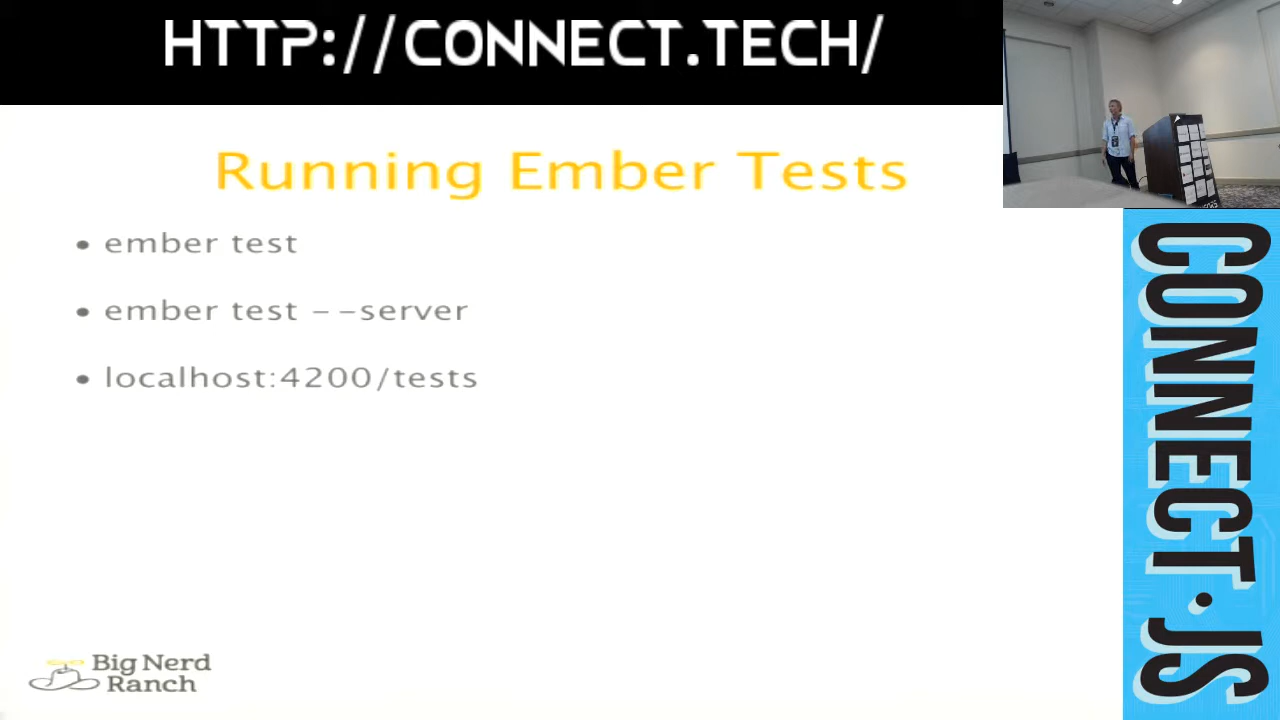 HTTP://CONNECT.TECH/
Running Ember Tests
• ember test
• ember test --server
• localhost:4200/tests
Big Nerd
Ranch
CONNECT·JS